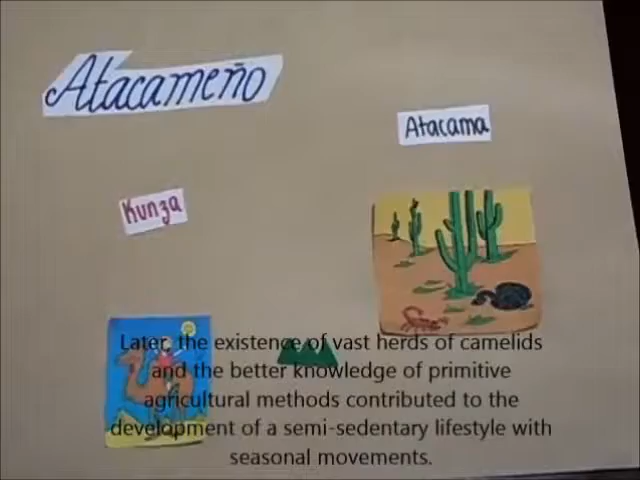 Atacameño
Atacama
Kunza
Later, the existence of vast herds of camelids
and the better knowledge of primitive
agricultural methods contributed to the
development of a semi-sedentary lifestyle with
seasonal movements.